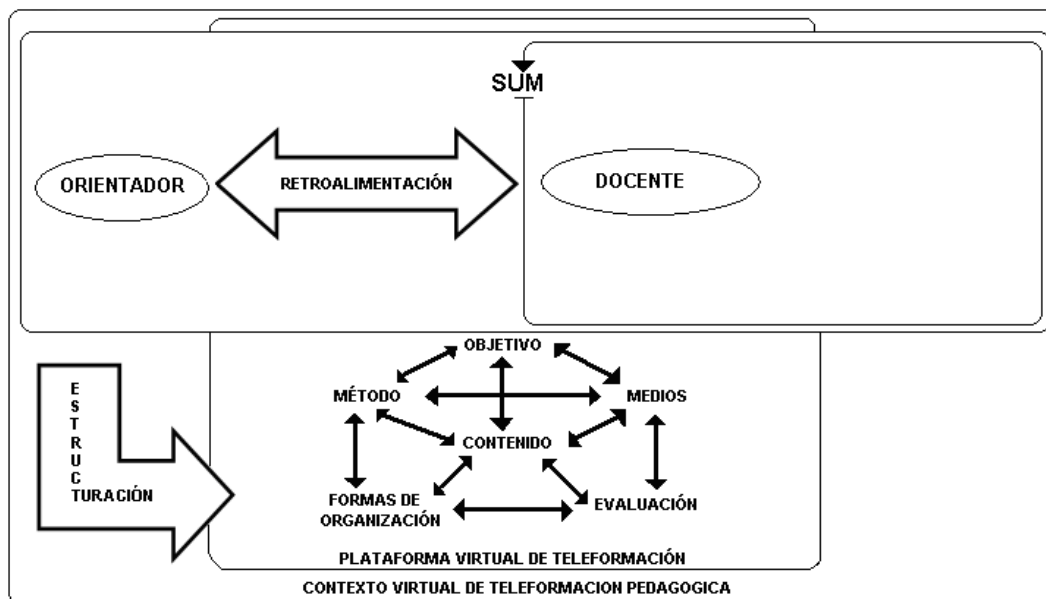 SUM
ORIENTADOR
RETROALIMENTACIÓN
DOCENTE
OBJETIVO
MÉTODO
MEDIOS
CONTENIDO
E
S
T
R
U
C
TURACIÓN
FORMAS DE
ORGANIZACIÓN
EVALUACIÓN
PLATAFORMA VIRTUAL DE TELEFORMACIÓN
CONTEXTO VIRTUAL DE TELEFORMACION PEDAGOGICA